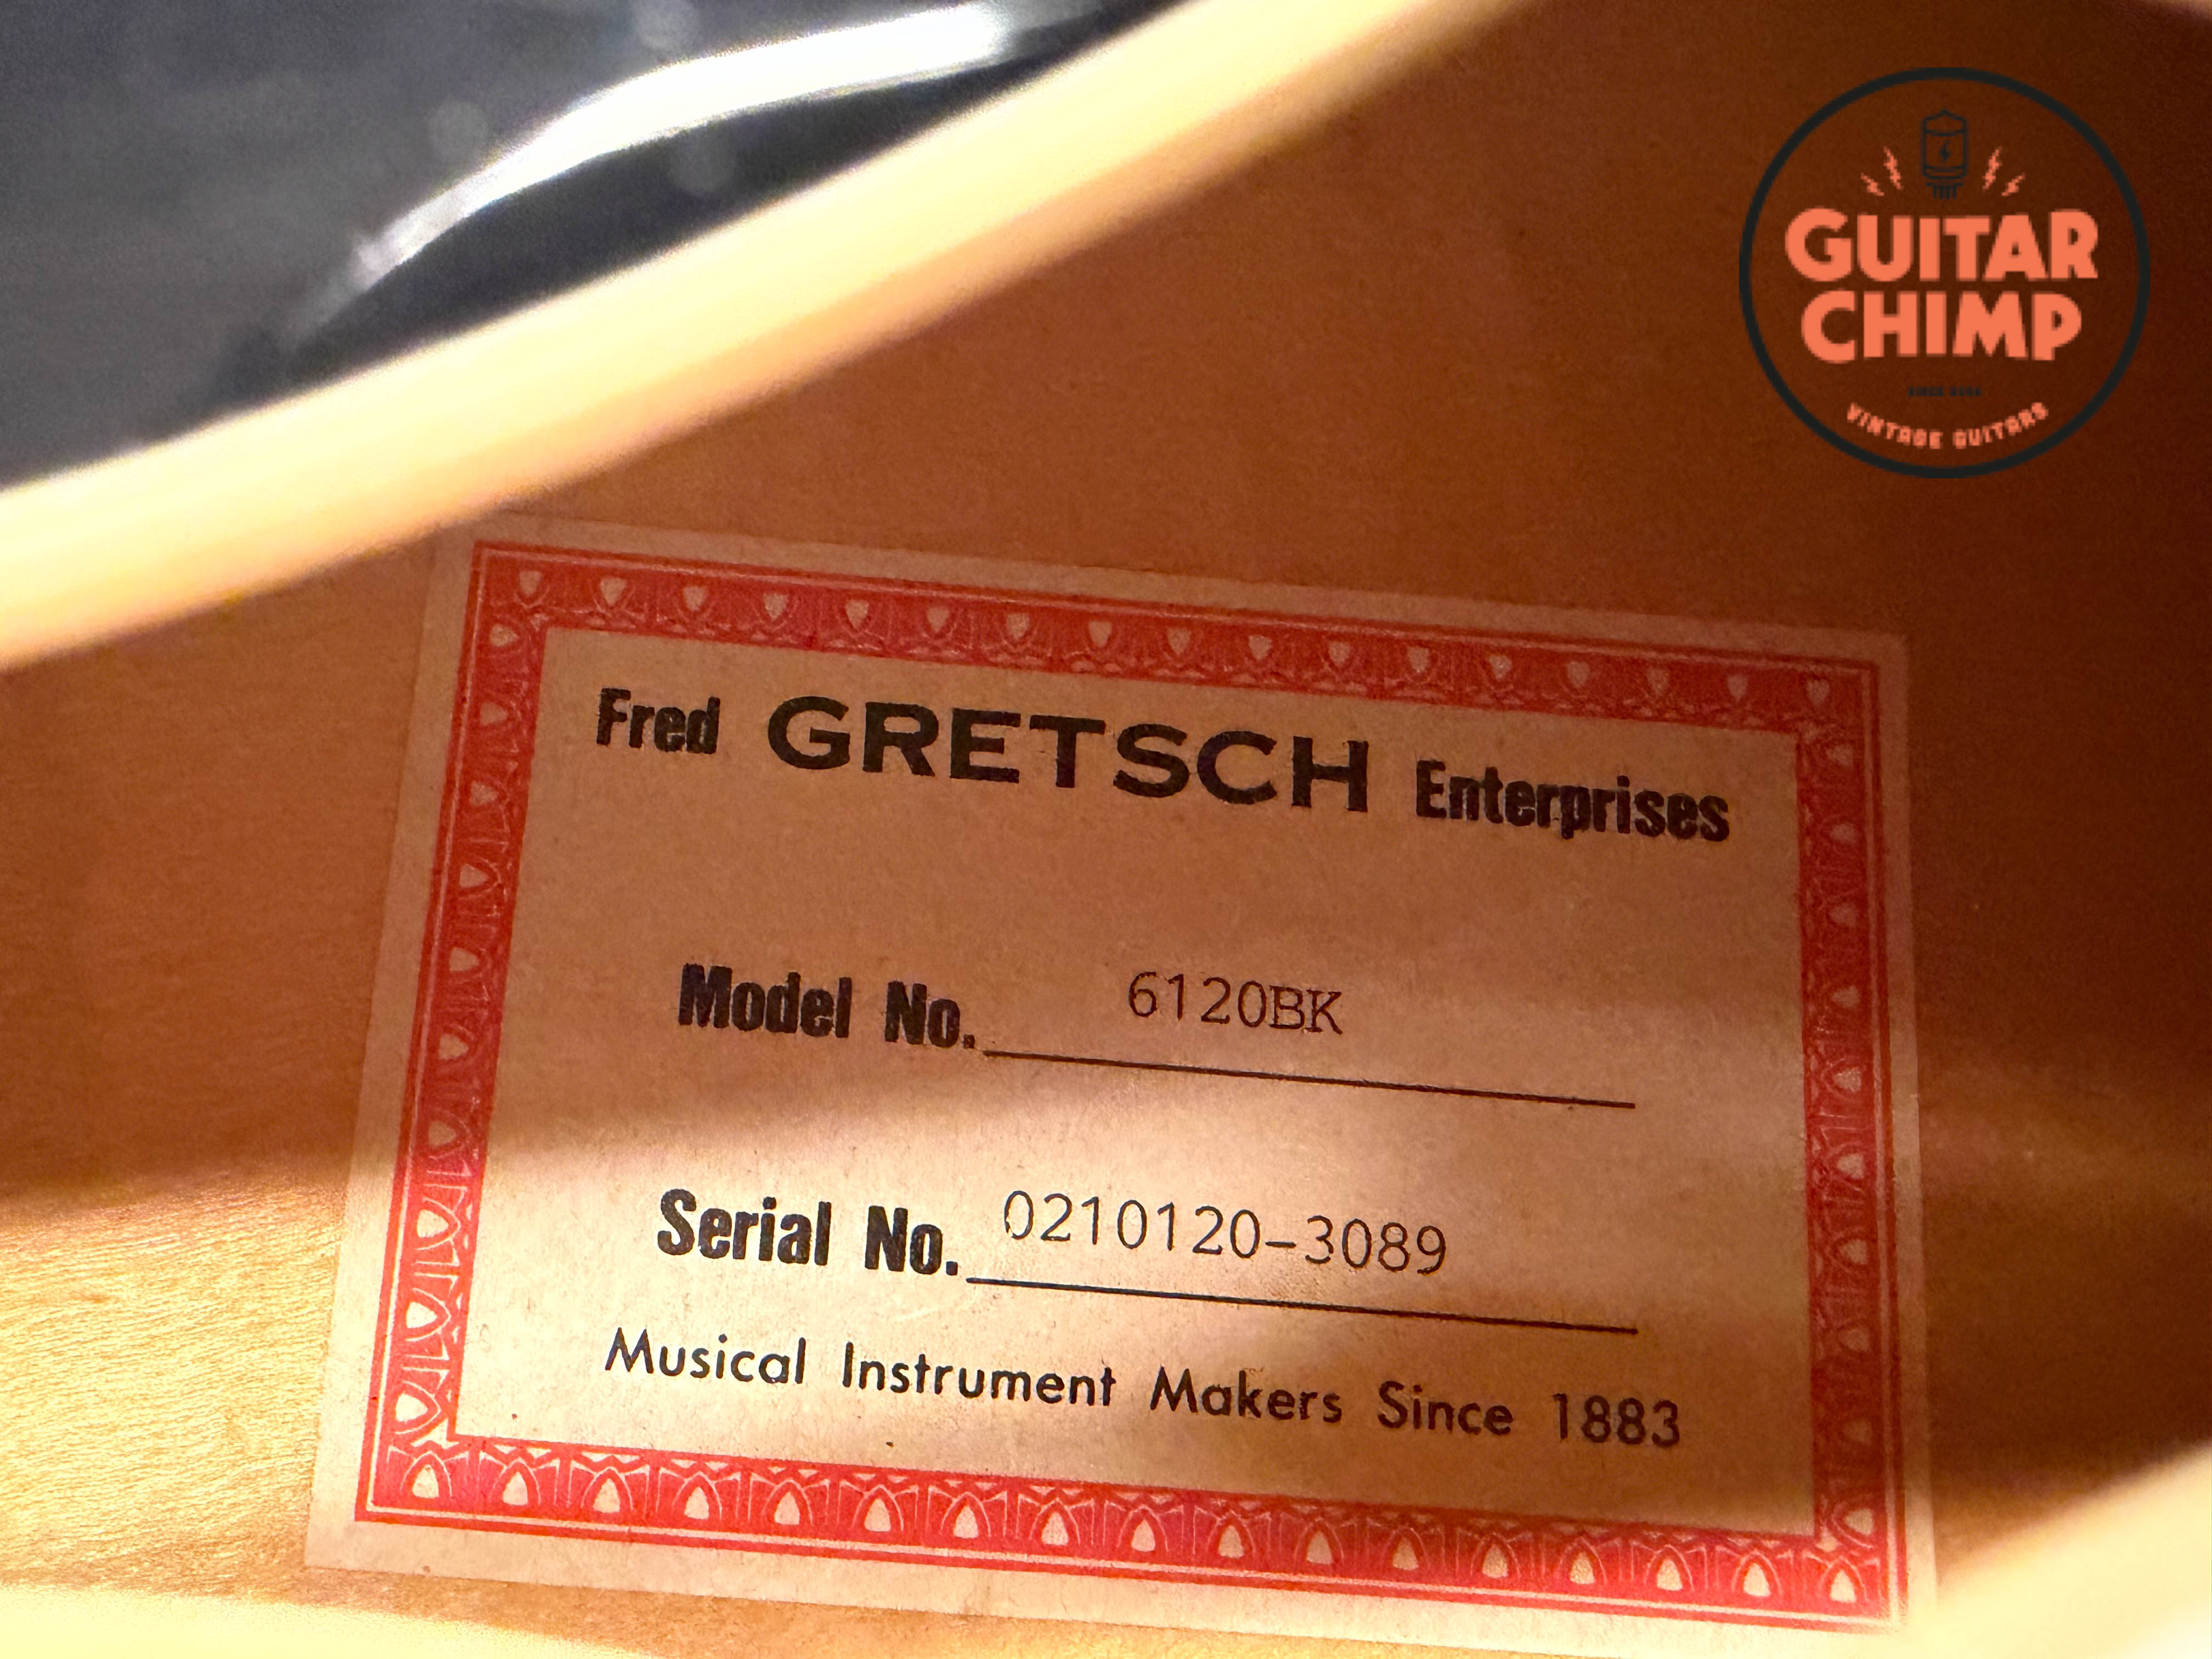 GUITAR
CHIMP
VINTAGE GUITARS
Fred GRETSCH Enterprises
Model No. 6120BK
Serial No. 0210120-3089
Musical Instrument Makers Since 1883